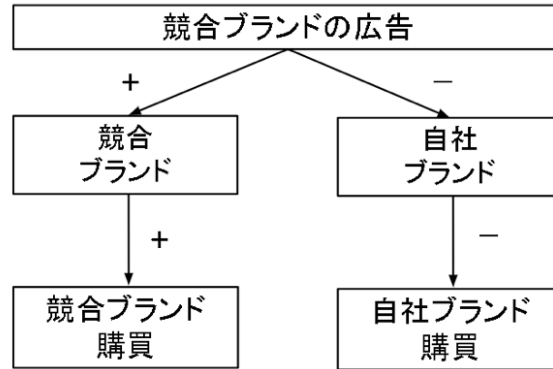 競合ブランドの広告
+
－
競合
ブランド
自社
ブランド
+
－
競合ブランド
購買
自社ブランド
購買